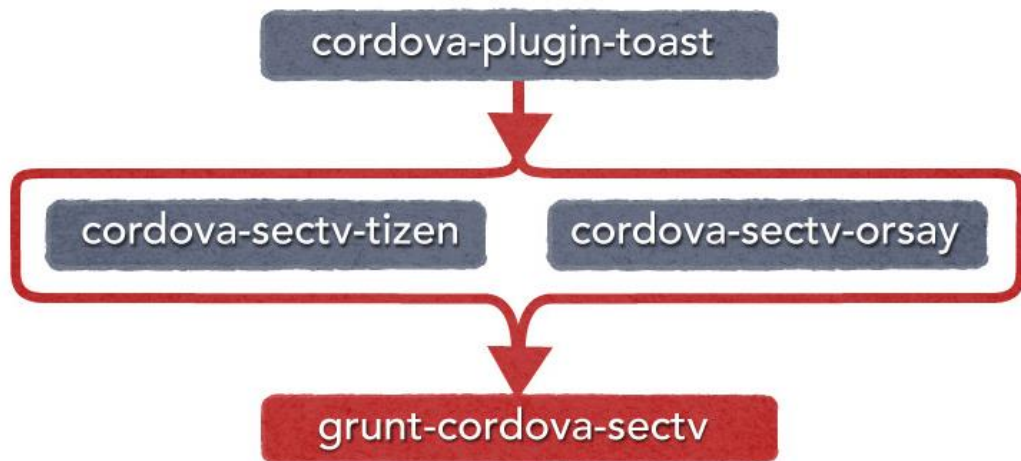 cordova-plugin-toast
cordova-sectv-tizen
cordova-sectv-orsay
grunt-cordova-sectv